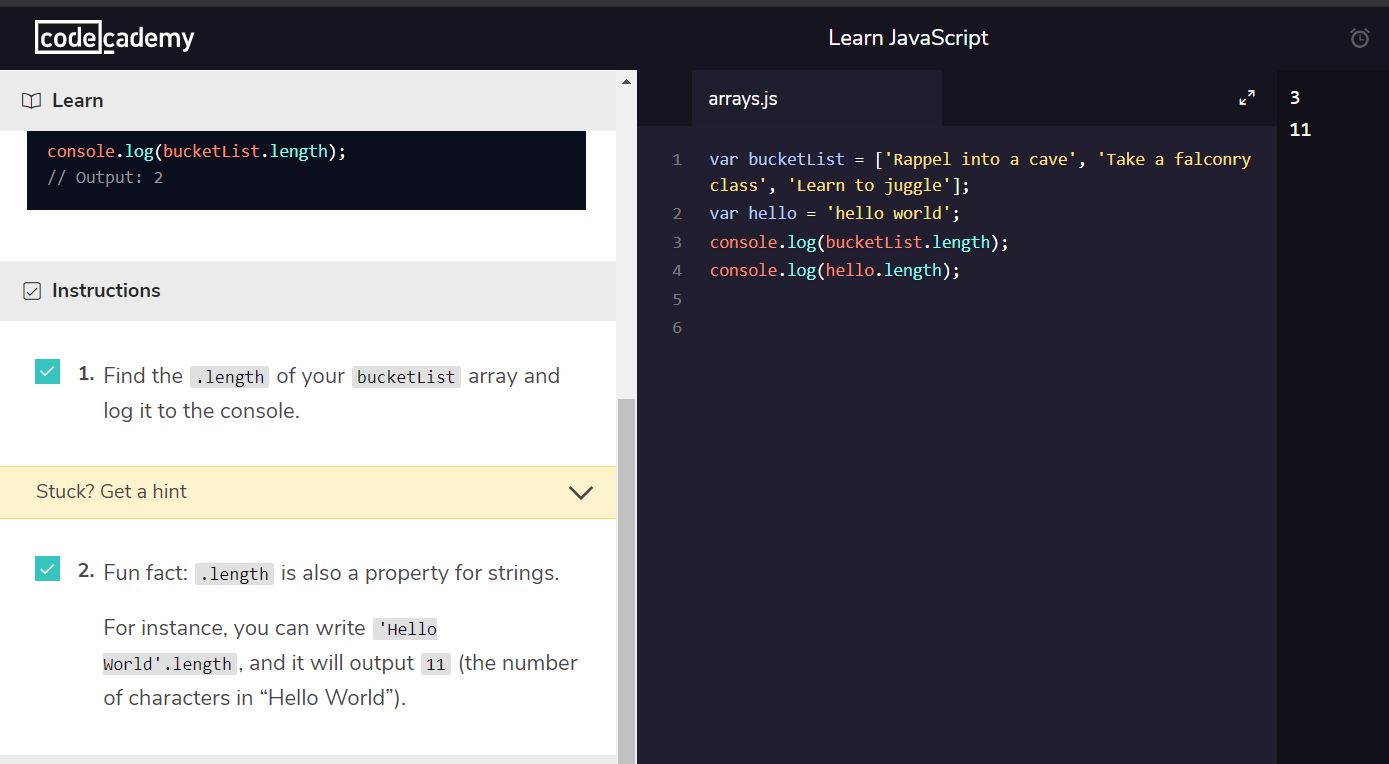 codecademy
Learn JavaScript
Learn
console.log(bucketList.length);
// Output: 2
Instructions
1. Find the .length of your bucketList array and
log it to the console.
Stuck? Get a hint
2. Fun fact: .length is also a property for strings.
For instance, you can write 'Hello
World'.length, and it will output 11 (the number
of characters in “Hello World”).
arrays.js
1 var bucketList = ['Rappel into a cave', 'Take a falconry
class', 'Learn to juggle'];
2 var hello = 'hello world';
3 console.log(bucketList.length);
4 console.log(hello.length);
5
6
3
11